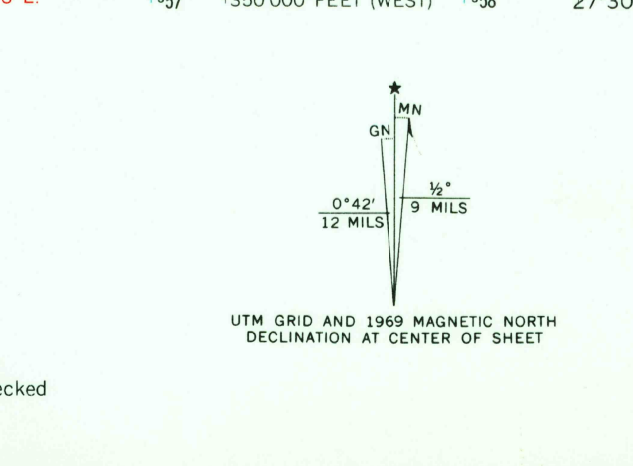 350 000 FEET (WEST) 27'30
MN
GN
½°
9 MILS
0°42'
12 MILS
UTM GRID AND 1969 MAGNETIC NORTH
DECLINATION AT CENTER OF SHEET
ecked